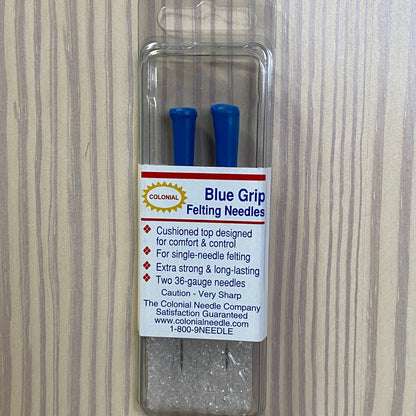 COLONIAL
Blue Grip
Felting Needles
Cushioned top designed
for comfort & control
For single-needle felting
Extra strong & long-lasting
Two 36-gauge needles
Caution - Very Sharp
The Colonial Needle Company
Satisfaction Guaranteed
www.colonialneedle.com
1-800-9NEEDLE